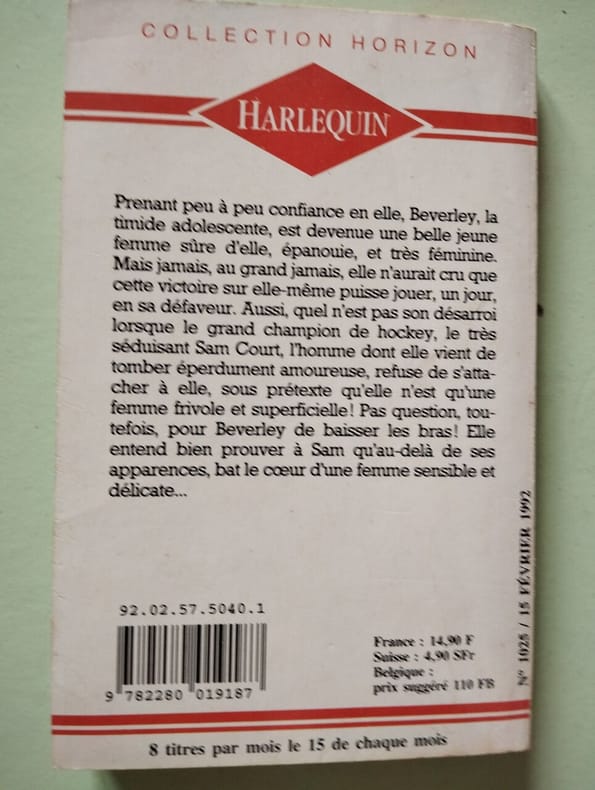 COLLECTION HORIZON
HARLEQUIN
Prenant peu à peu confiance en elle, Beverley, la
timide adolescente, est devenue une belle jeune
femme sûre d'elle, épanouie, et très féminine.
Mais jamais, au grand jamais, elle n'aurait cru que
cette victoire sur elle-même puisse jouer, un jour,
en sa défaveur. Aussi, quel n'est pas son désarroi
lorsque le grand champion de hockey, le très
séduisant Sam Court, l'homme dont elle vient de
tomber éperdument amoureuse, refuse de s'atta-
cher à elle, sous prétexte qu'elle n'est qu'une
femme frivole et superficielle! Pas question, tou-
tefois, pour Beverley de baisser les bras! Elle
entend bien prouver à Sam qu'au-delà de ses
apparences, bat le cœur d'une femme sensible et
délicate...
92.02.57.5040.1
9 782280 019187
France : 14,90 F
Suisse : 4,90 SFr
Belgique :
prix suggéré 110 FB
N° 1025 / 15 FÉVRIER 1992
8 titres par mois le 15 de chaque mois